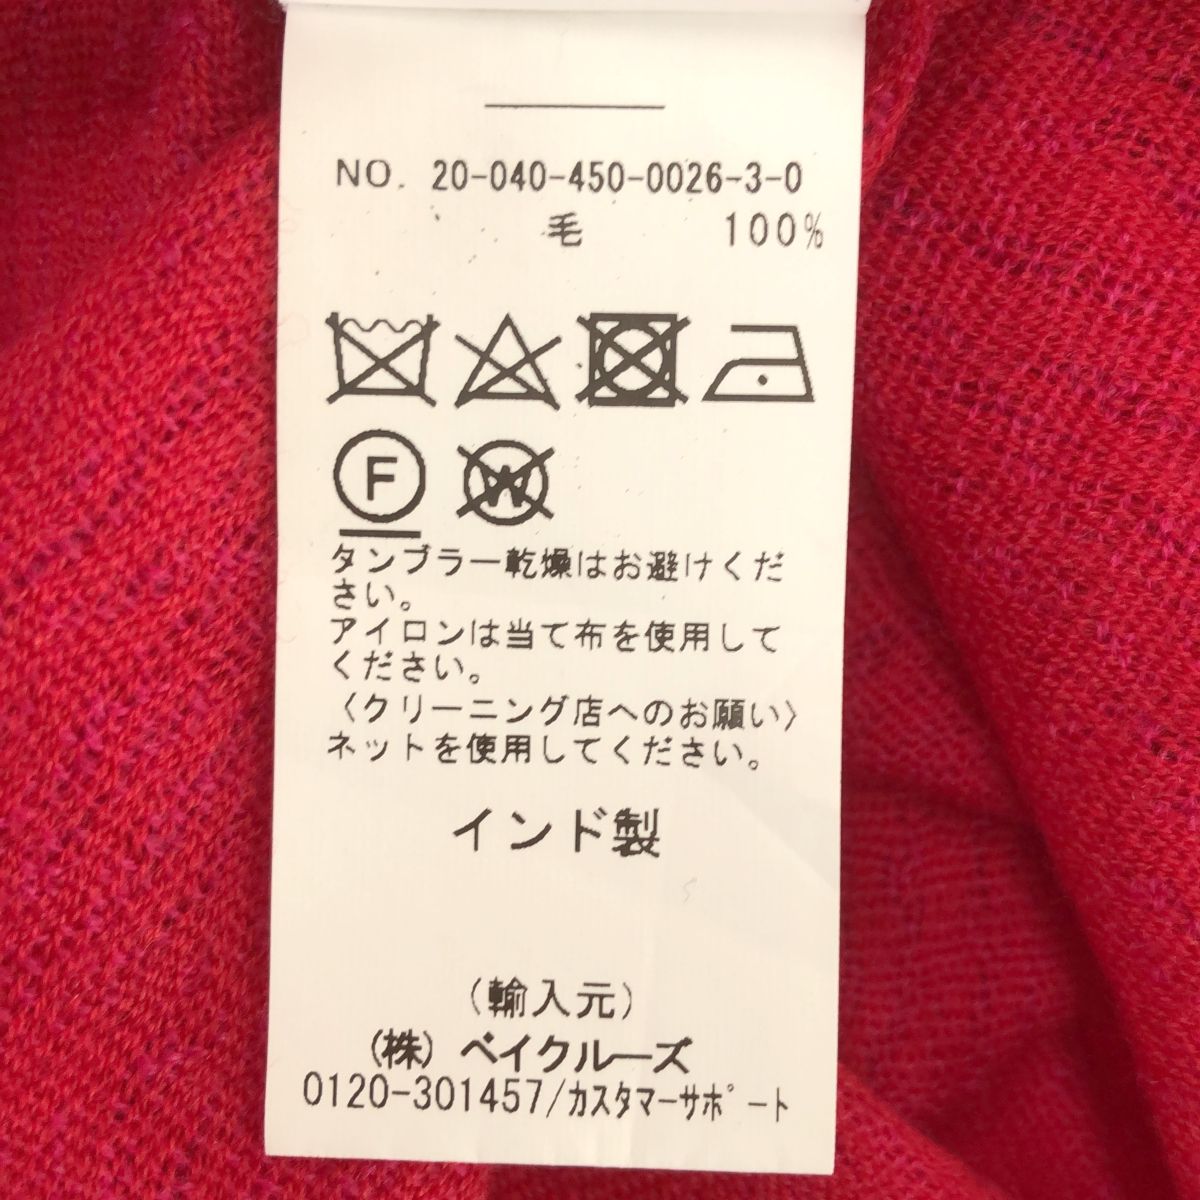 NO. 20-040-450-0026-3-0
毛 100%
F W
タンブラー乾燥はお避けくだ
さい。
アイロンは当て布を使用して
ください。
〈クリーニング店へのお願い〉
ネットを使用してください。
インド製
(輸入元)
(株) ベイクルーズ
0120-301457/カスタマーサポート